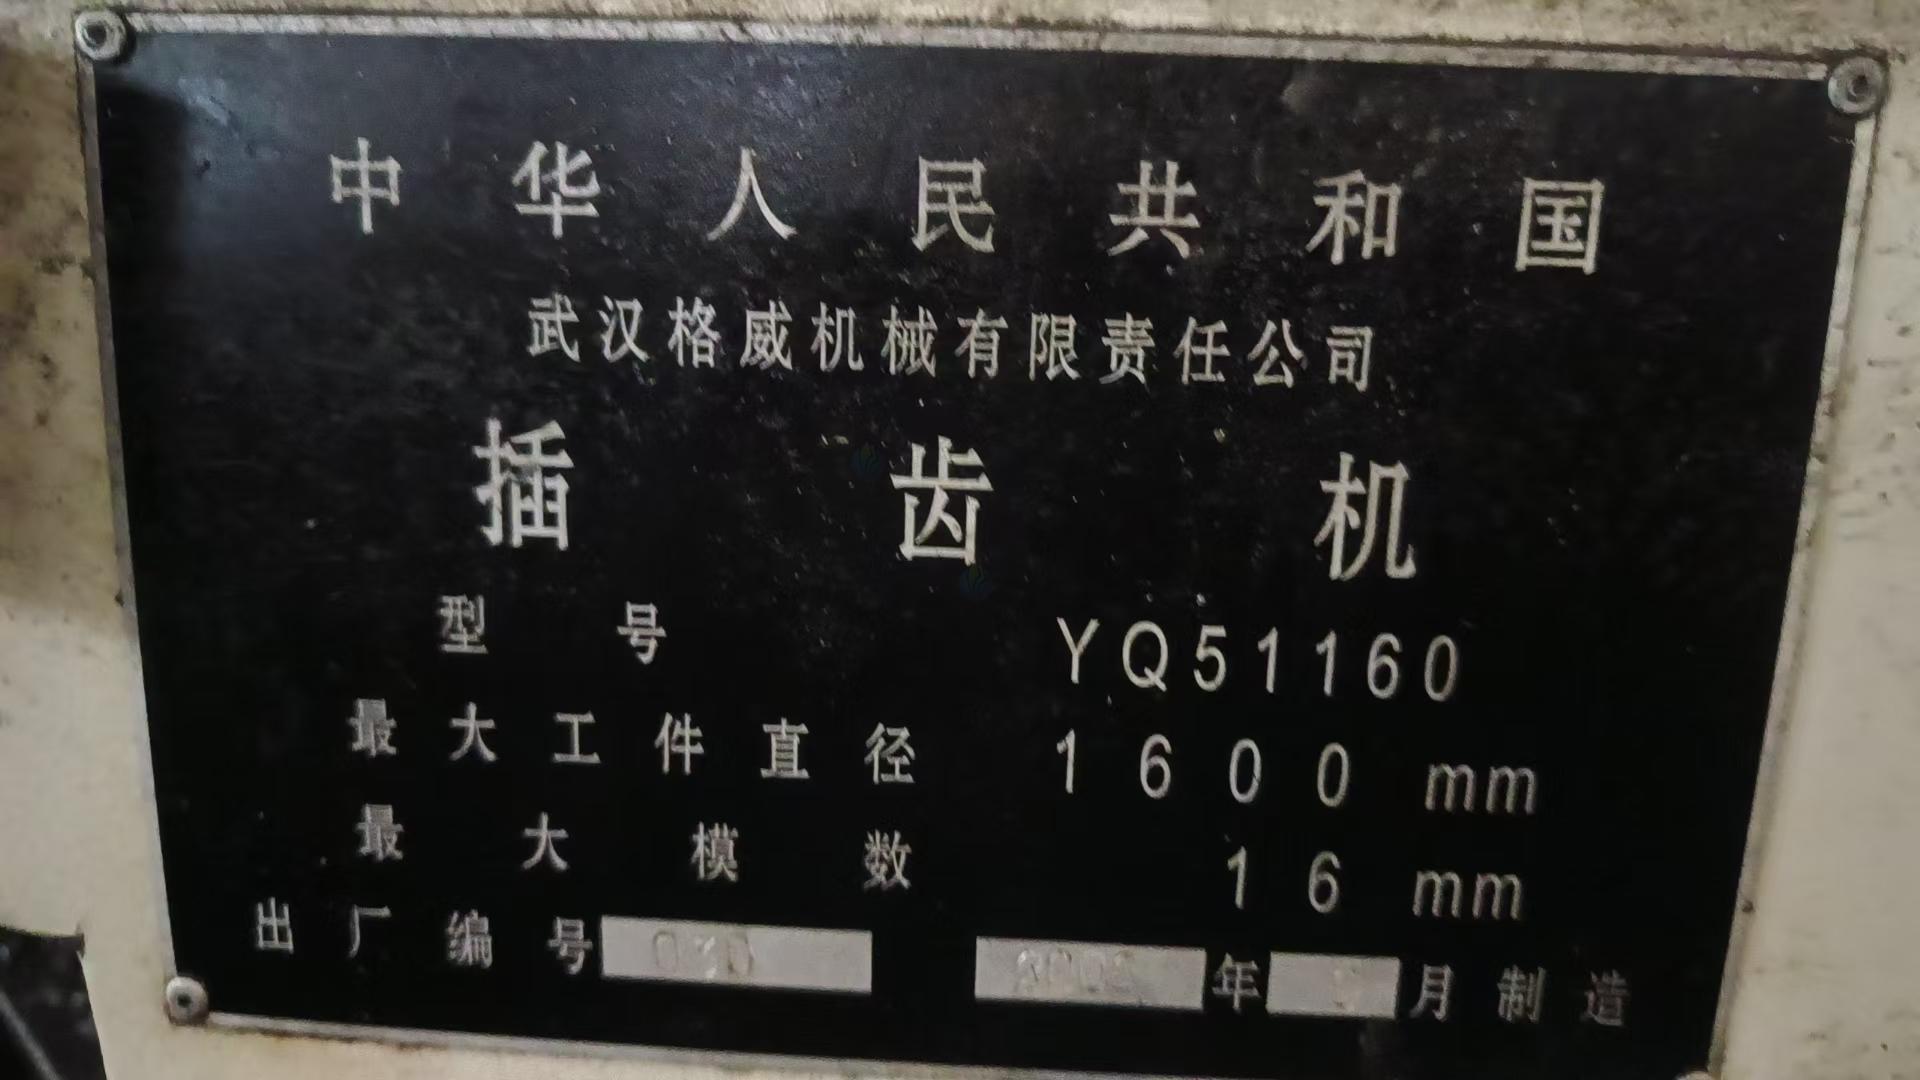 中华人民共和国
武汉格威机械有限责任公司
插齿机
型号 YQ51160
最大工件直径 1600 mm
最大模数 16 mm
出厂编号 年 月制造